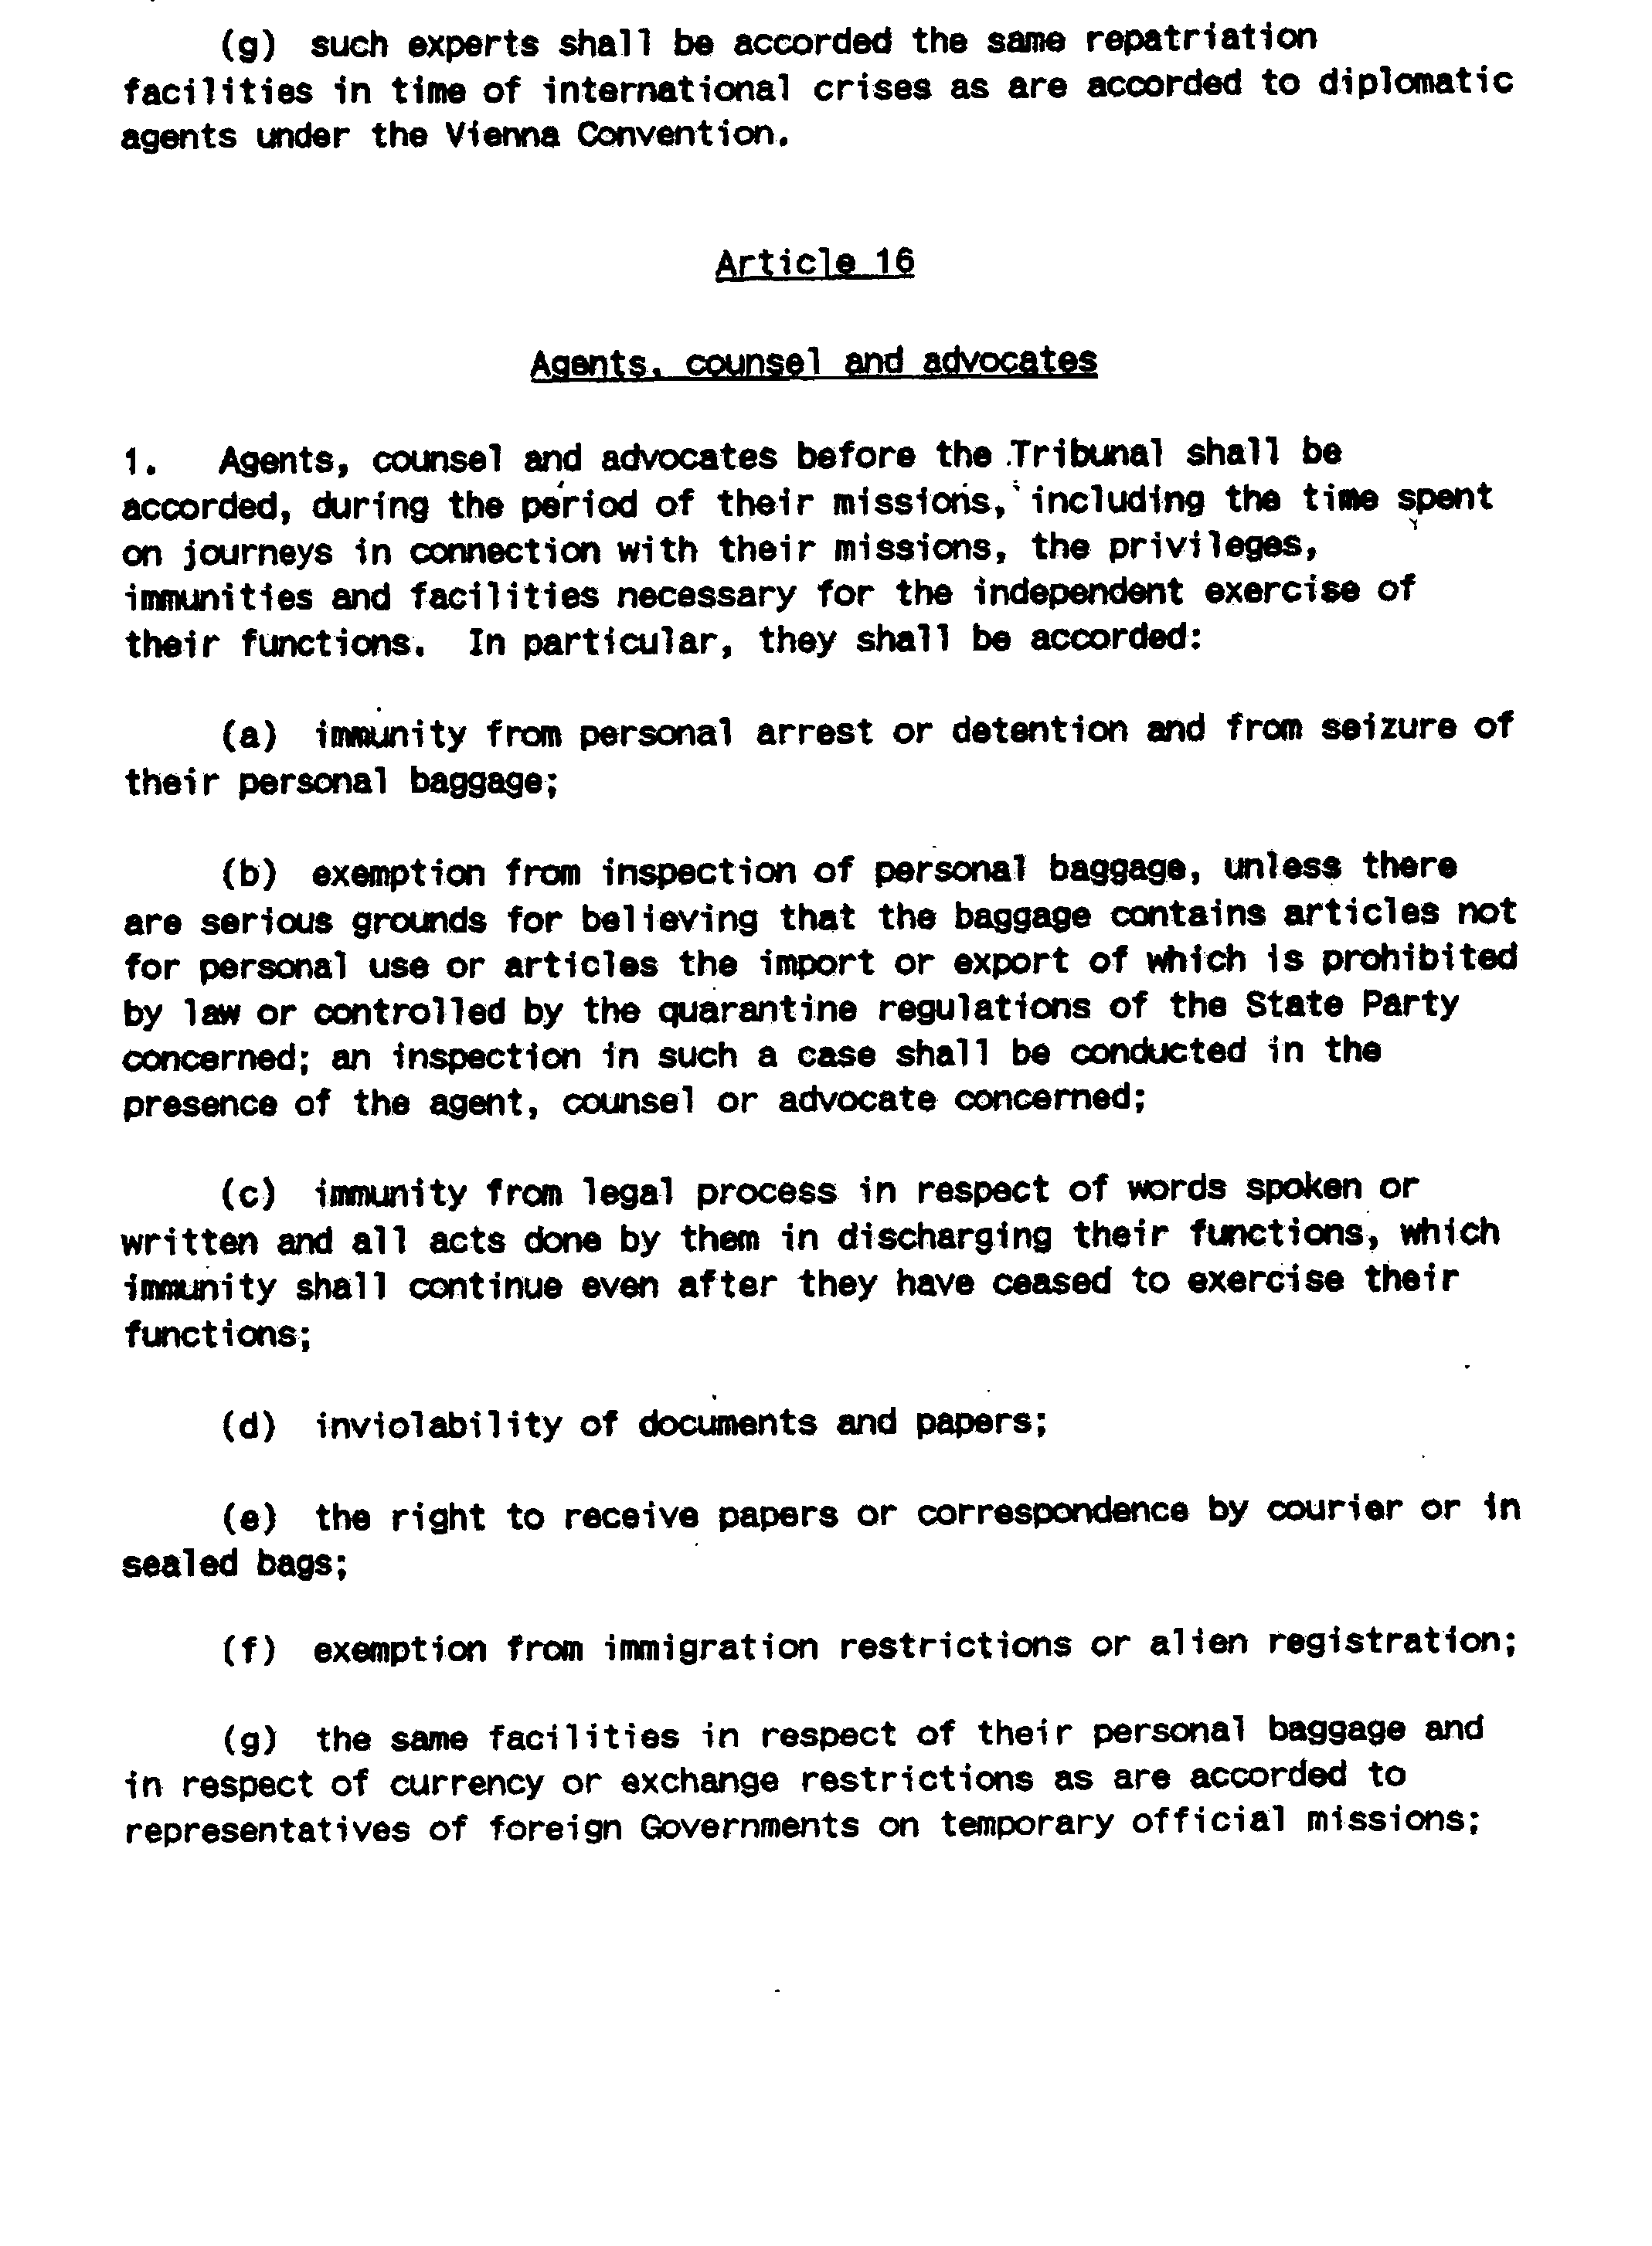 (g) such experts shall be accorded the same repatriation
facilities in time of international crises as are accorded to diplomatic
agents under the Vienna Convention.
Article 16
Agents, counsel and advocates
1. Agents, counsel and advocates before the Tribunal shall be
accorded, during the period of their missions, including the time spent
on journeys in connection with their missions, the privileges,
immunities and facilities necessary for the independent exercise of
their functions. In particular, they shall be accorded:
(a) immunity from personal arrest or detention and from seizure of
their personal baggage;
(b) exemption from inspection of personal baggage, unless there
are serious grounds for believing that the baggage contains articles not
for personal use or articles the import or export of which is prohibited
by law or controlled by the quarantine regulations of the State Party
concerned; an inspection in such a case shall be conducted in the
presence of the agent, counsel or advocate concerned;
(c) immunity from legal process in respect of words spoken or
written and all acts done by them in discharging their functions, which
immunity shall continue even after they have ceased to exercise their
functions;
(d) inviolability of documents and papers;
(e) the right to receive papers or correspondence by courier or in
sealed bags;
(f) exemption from immigration restrictions or alien registration;
(g) the same facilities in respect of their personal baggage and
in respect of currency or exchange restrictions as are accorded to
representatives of foreign Governments on temporary official missions;